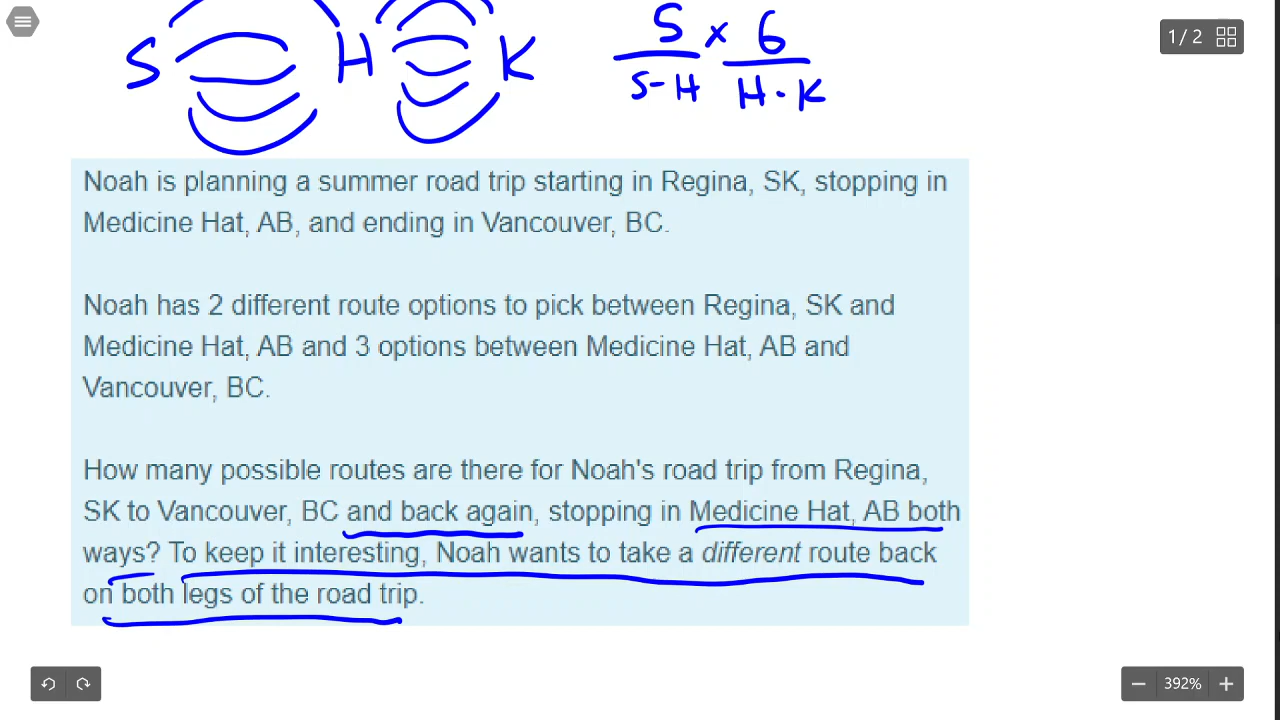 1 / 2
S H K 5 × 6
S-H H-K
Noah is planning a summer road trip starting in Regina, SK, stopping in
Medicine Hat, AB, and ending in Vancouver, BC.
Noah has 2 different route options to pick between Regina, SK and
Medicine Hat, AB and 3 options between Medicine Hat, AB and
Vancouver, BC.
How many possible routes are there for Noah's road trip from Regina,
SK to Vancouver, BC and back again, stopping in Medicine Hat, AB both
ways? To keep it interesting, Noah wants to take a different route back
on both legs of the road trip.
392%